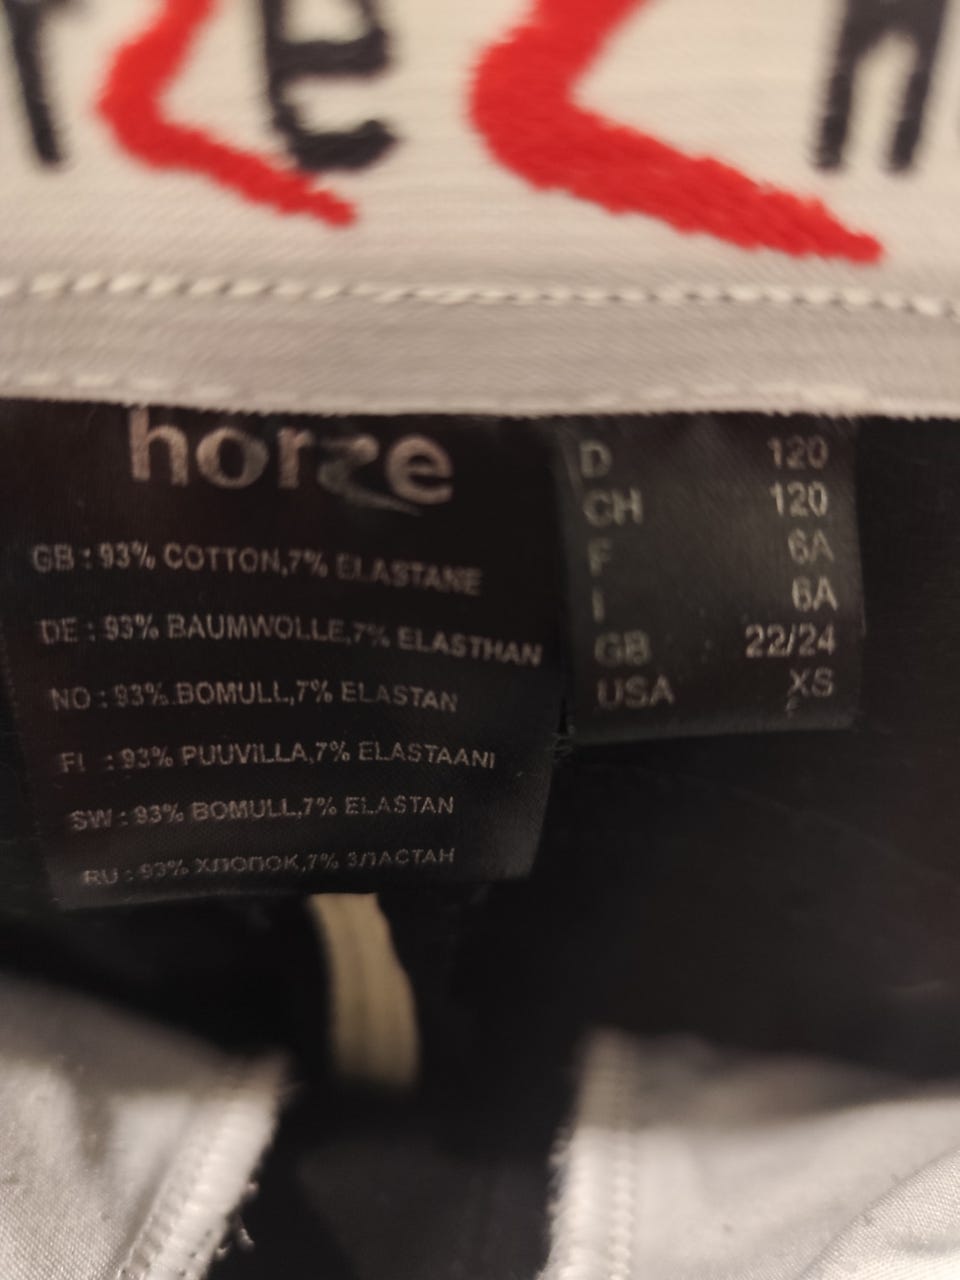 horze
GB : 93% COTTON,7% ELASTANE
DE : 93% BAUMWOLLE,7% ELASTHAN
NO : 93% BOMULL,7% ELASTAN
FI : 93% PUUVILLA,7% ELASTAANI
SW : 93% BOMULL,7% ELASTAN
RU : 93% ХЛОПОК,7% ЭЛАСТАН
D 120
CH 120
F 6A
I 6A
GB 22/24
USA XS